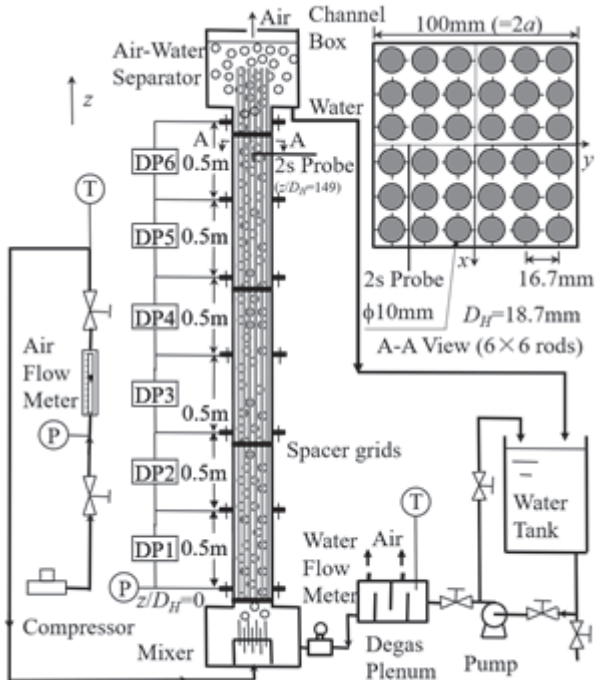 Air
Channel
Box
Air-Water
Separator
z
Water
A
A
2s Probe
(z/D_H=149)
DP6 0.5m
T
DP5 0.5m
DP4 0.5m
Air
Flow
Meter
DP3
0.5m
P
Spacer grids
DP2 0.5m
DP1 0.5m
P
z/D_H=0
Compressor
Mixer
Water
Flow
Meter
Air
T
Degas
Plenum
Pump
Water
Tank
100mm (=2a)
y
x
2s Probe
16.7mm
ϕ10mm
D_H=18.7mm
A-A View (6×6 rods)